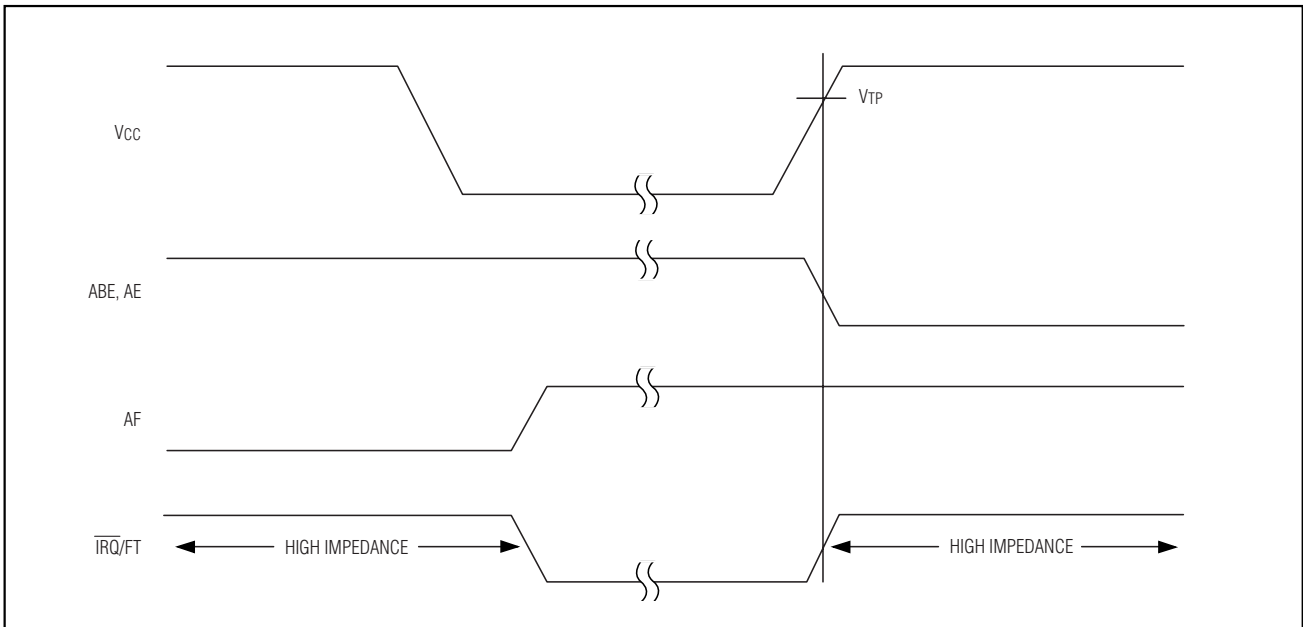 VTP
VCC
ABE, AE
AF
IRQ/FT
HIGH IMPEDANCE
HIGH IMPEDANCE